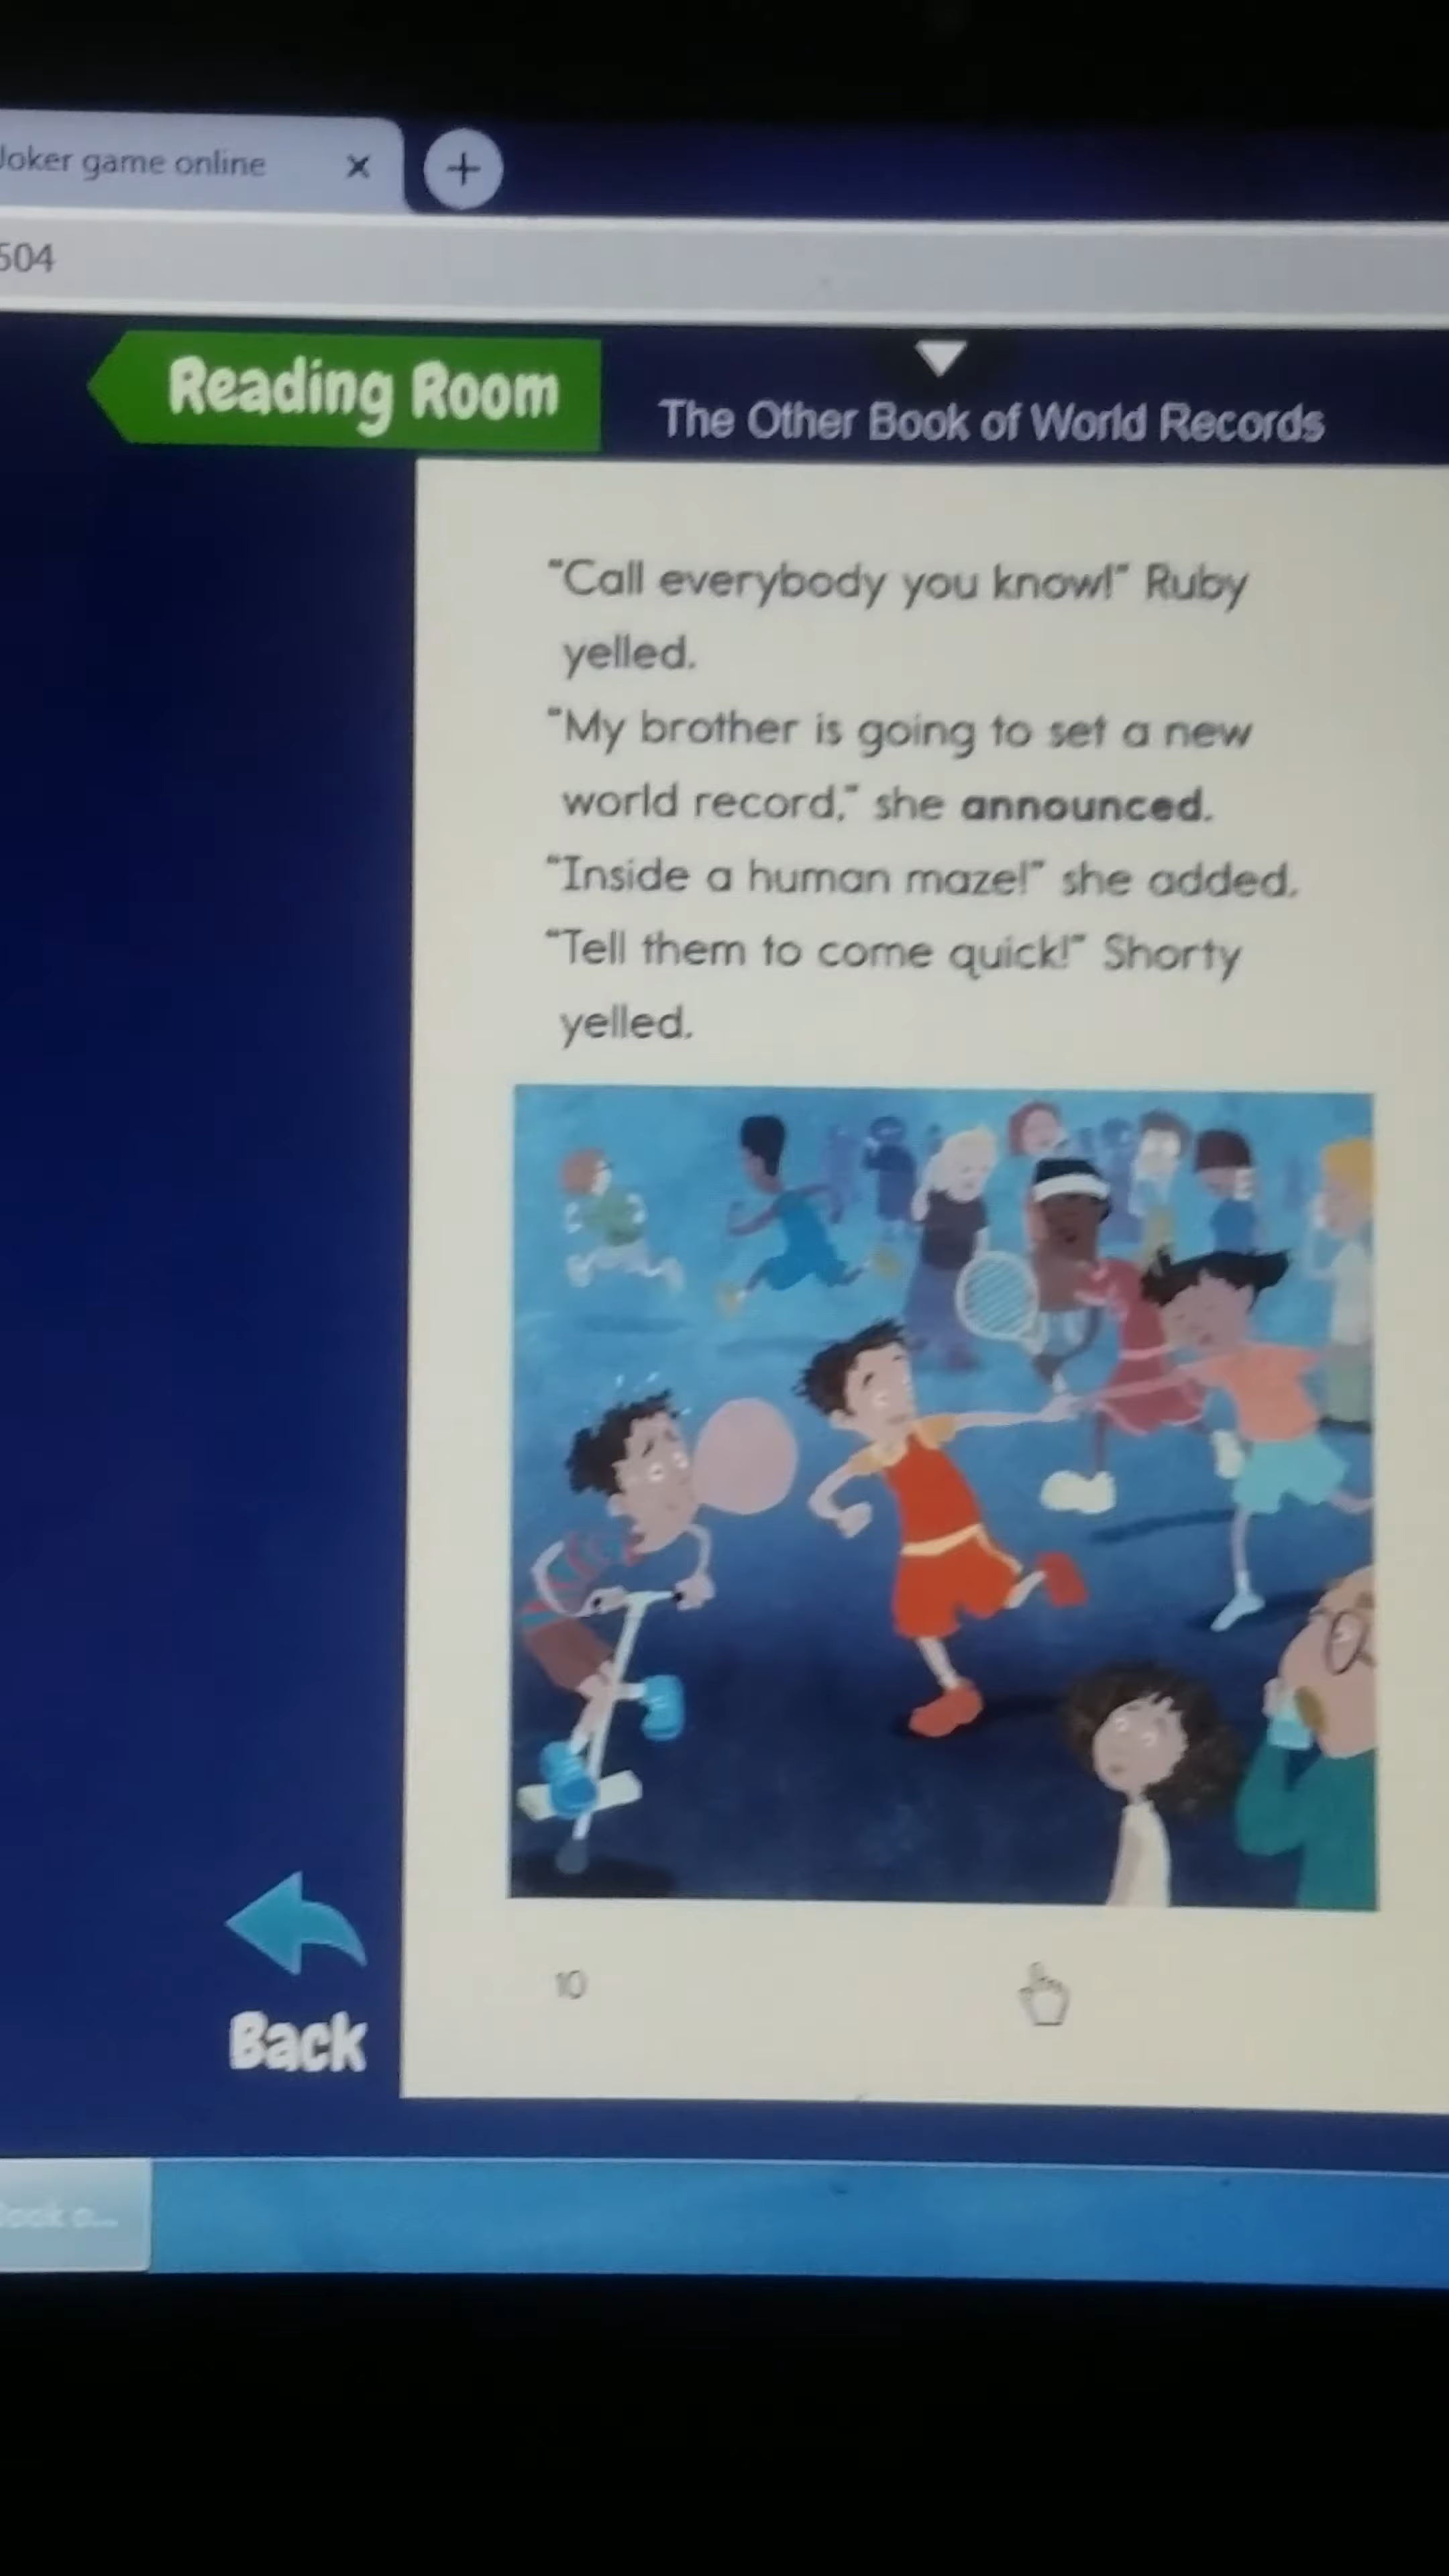 Joker game online
504
Reading Room
The Other Book of World Records
"Call everybody you know!" Ruby
yelled.
"My brother is going to set a new
world record," she announced.
"Inside a human maze!" she added.
"Tell them to come quick!" Shorty
yelled.
10
Back